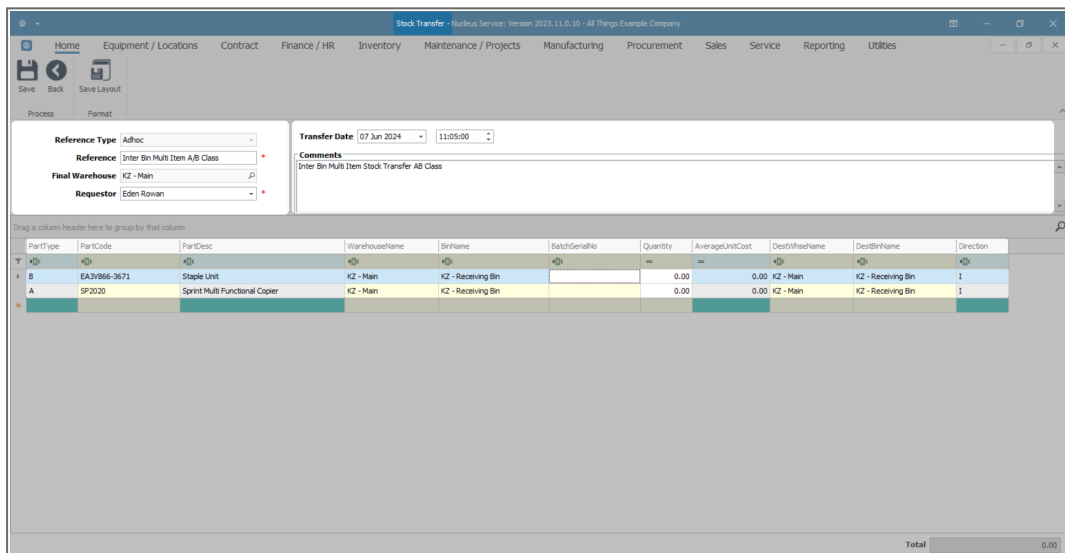 Stock Transfer - Nucleus Service: Version 2023.11.0.10 - All Things Example Company
Home Equipment / Locations Contract Finance / HR Inventory Maintenance / Projects Manufacturing Procurement Sales Service Reporting Utilities
Save Back Save Layout
Process Format
Reference Type Adhoc
Transfer Date 07 Jun 2024 11:05:00
Reference Inter Bin Multi Item A/B Class *
Comments
Inter Bin Multi Item Stock Transfer AB Class
Final Warehouse KZ - Main
Requestor Eden Rowan *
Drag a column header here to group by that column
PartType PartCode PartDesc WarehouseName BinName BatchSerialNo Quantity AverageUnitCost DestWhseName DestBinName Direction
= =
B EA3V866-3671 Staple Unit KZ - Main KZ - Receiving Bin 0.00 0.00 KZ - Main KZ - Receiving Bin I
A SP2020 Sprint Multi Functional Copier KZ - Main KZ - Receiving Bin 0.00 0.00 KZ - Main KZ - Receiving Bin I
Total 0.00